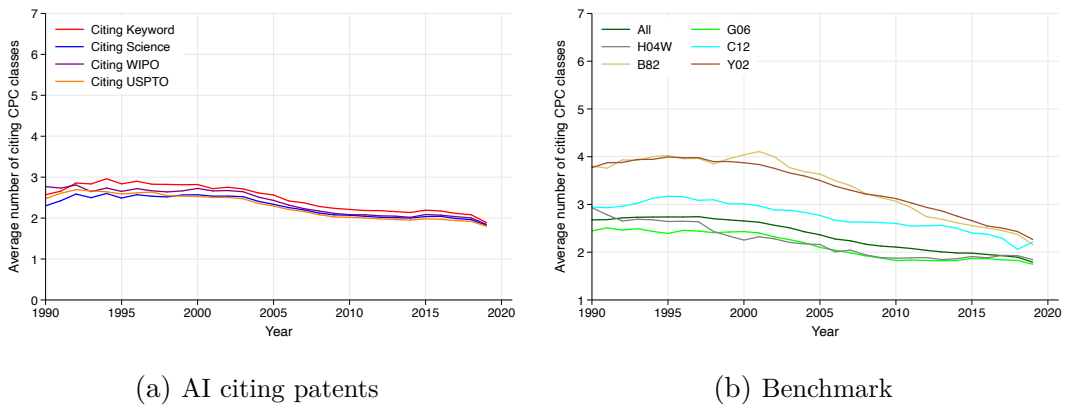 Average number of citing CPC classes
7
6
5
4
3
2
1
0
Citing Keyword
Citing Science
Citing WIPO
Citing USPTO
1990 1995 2000 2005 2010 2015 2020
Year
(a) AI citing patents
Average number of citing CPC classes
7
6
5
4
3
2
1
All G06
H04W C12
B82 Y02
1990 1995 2000 2005 2010 2015 2020
Year
(b) Benchmark